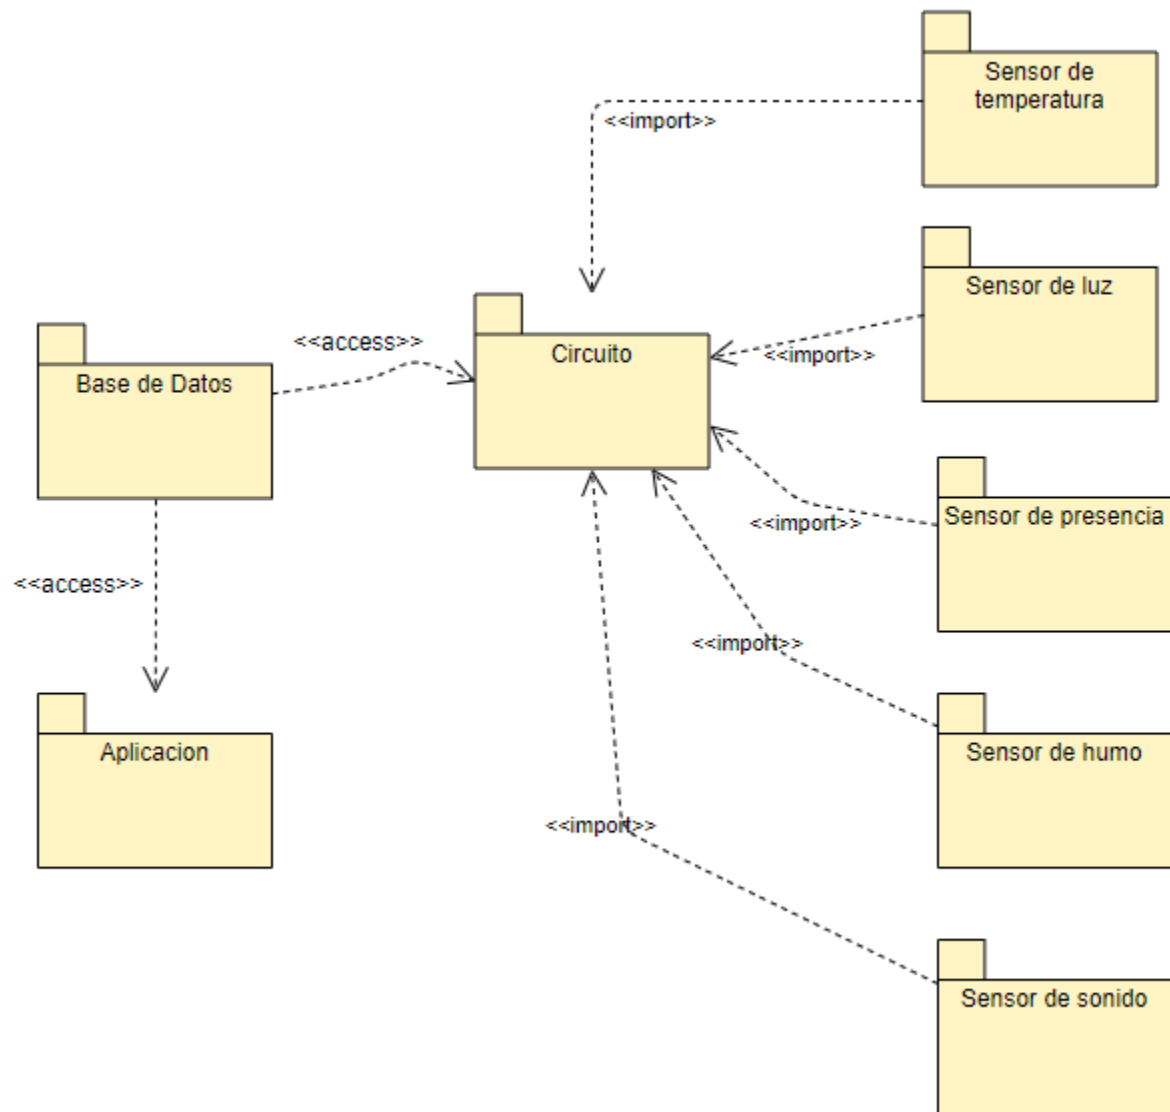 Sensor de
temperatura
<<import>>
Sensor de luz
<<access>>
Circuito
<<import>>
Base de Datos
Sensor de presencia
<<import>>
<<access>>
<<import>>
Aplicacion
Sensor de humo
<<import>>
Sensor de sonido